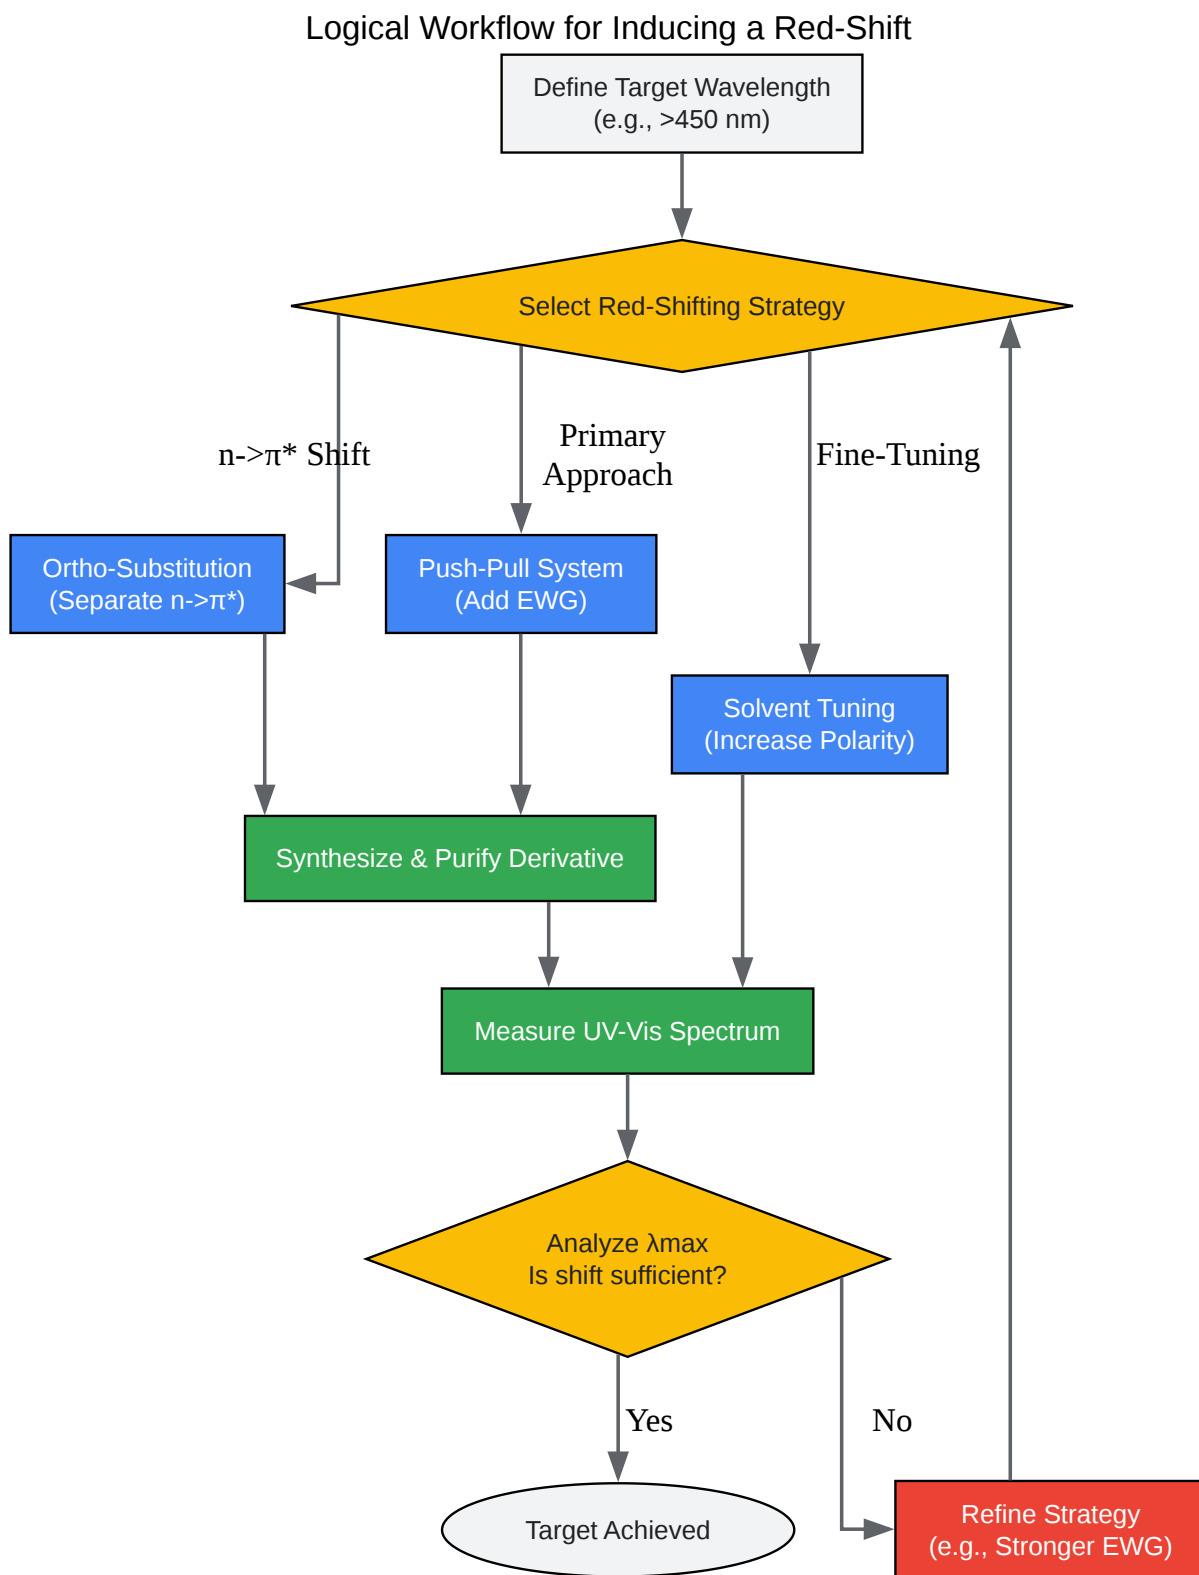 Logical Workflow for Inducing a Red-Shift
Define Target Wavelength
(e.g., >450 nm)
Select Red-Shifting Strategy
n->π* Shift
Primary
Approach
Fine-Tuning
Ortho-Substitution
(Separate n->π*)
Push-Pull System
(Add EWG)
Solvent Tuning
(Increase Polarity)
Synthesize & Purify Derivative
Measure UV-Vis Spectrum
Analyze λmax
Is shift sufficient?
Yes
No
Target Achieved
Refine Strategy
(e.g., Stronger EWG)